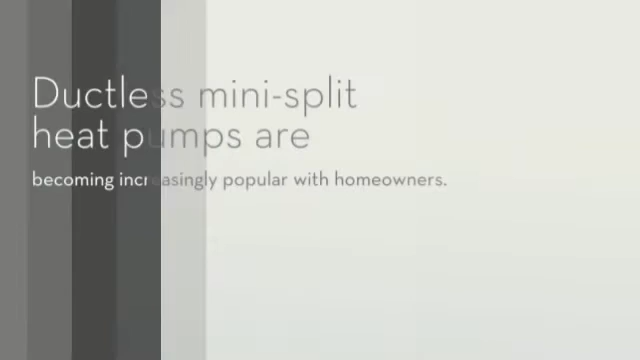 Ductless mini-split
heat pumps are
becoming increasingly popular with homeowners.